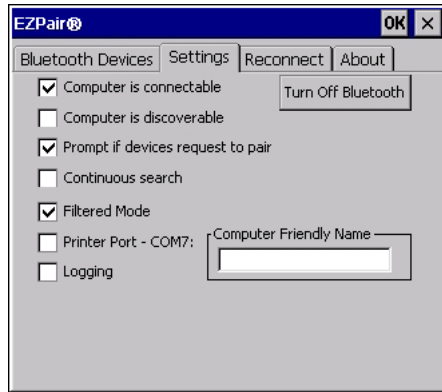 EZPair® OK ×
Bluetooth Devices Settings Reconnect About
Computer is connectable Turn Off Bluetooth
Computer is discoverable
Prompt if devices request to pair
Continuous search
Filtered Mode
Printer Port - COM7: Computer Friendly Name
Logging